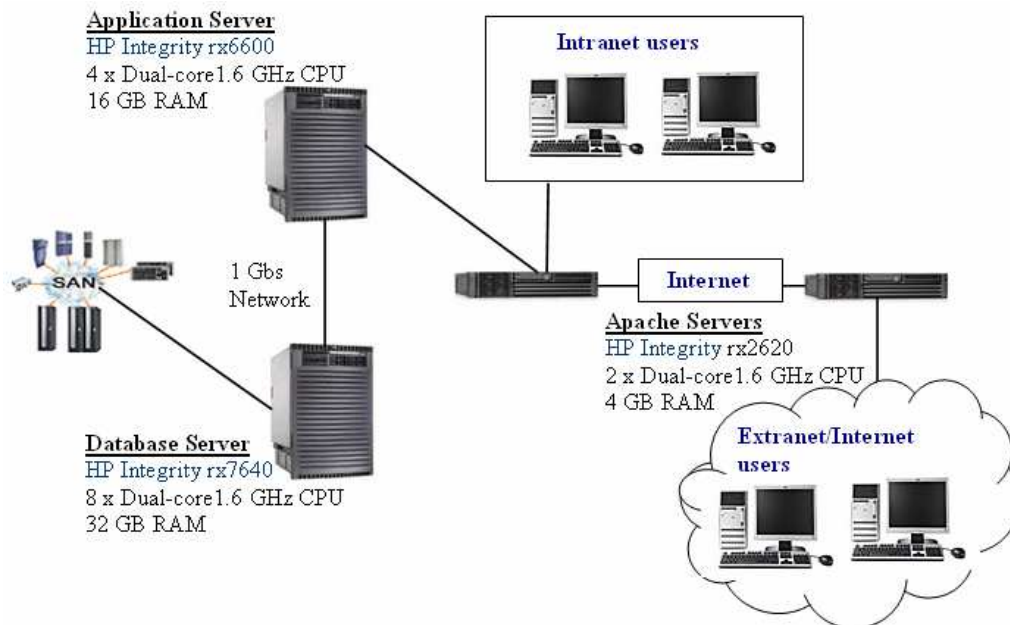 Application Server
HP Integrity rx6600
4 x Dual-core1.6 GHz CPU
16 GB RAM
Intranet users
SAN
1 Gbs
Network
Internet
Apache Servers
HP Integrity rx2620
2 x Dual-core1.6 GHz CPU
4 GB RAM
Database Server
HP Integrity rx7640
8 x Dual-core1.6 GHz CPU
32 GB RAM
Extranet/Internet
users